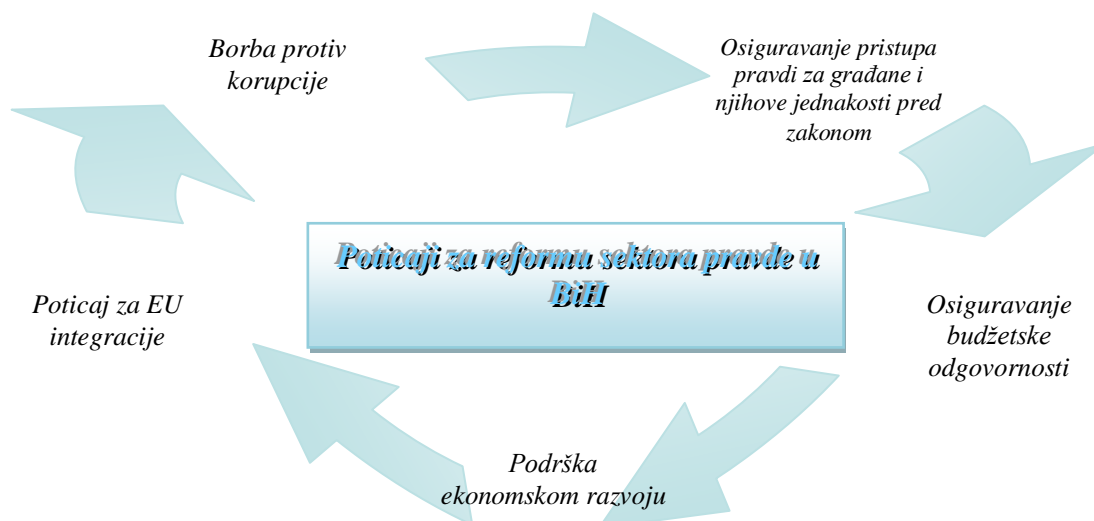 Borba protiv
korupcije
Osiguravanje pristupa
pravdi za građane i
njihove jednakosti pred
zakonom
Poticaji za reformu sektora pravde u
BiH
Poticaj za EU
integracije
Osiguravanje
budžetske
odgovornosti
Podrška
ekonomskom razvoju